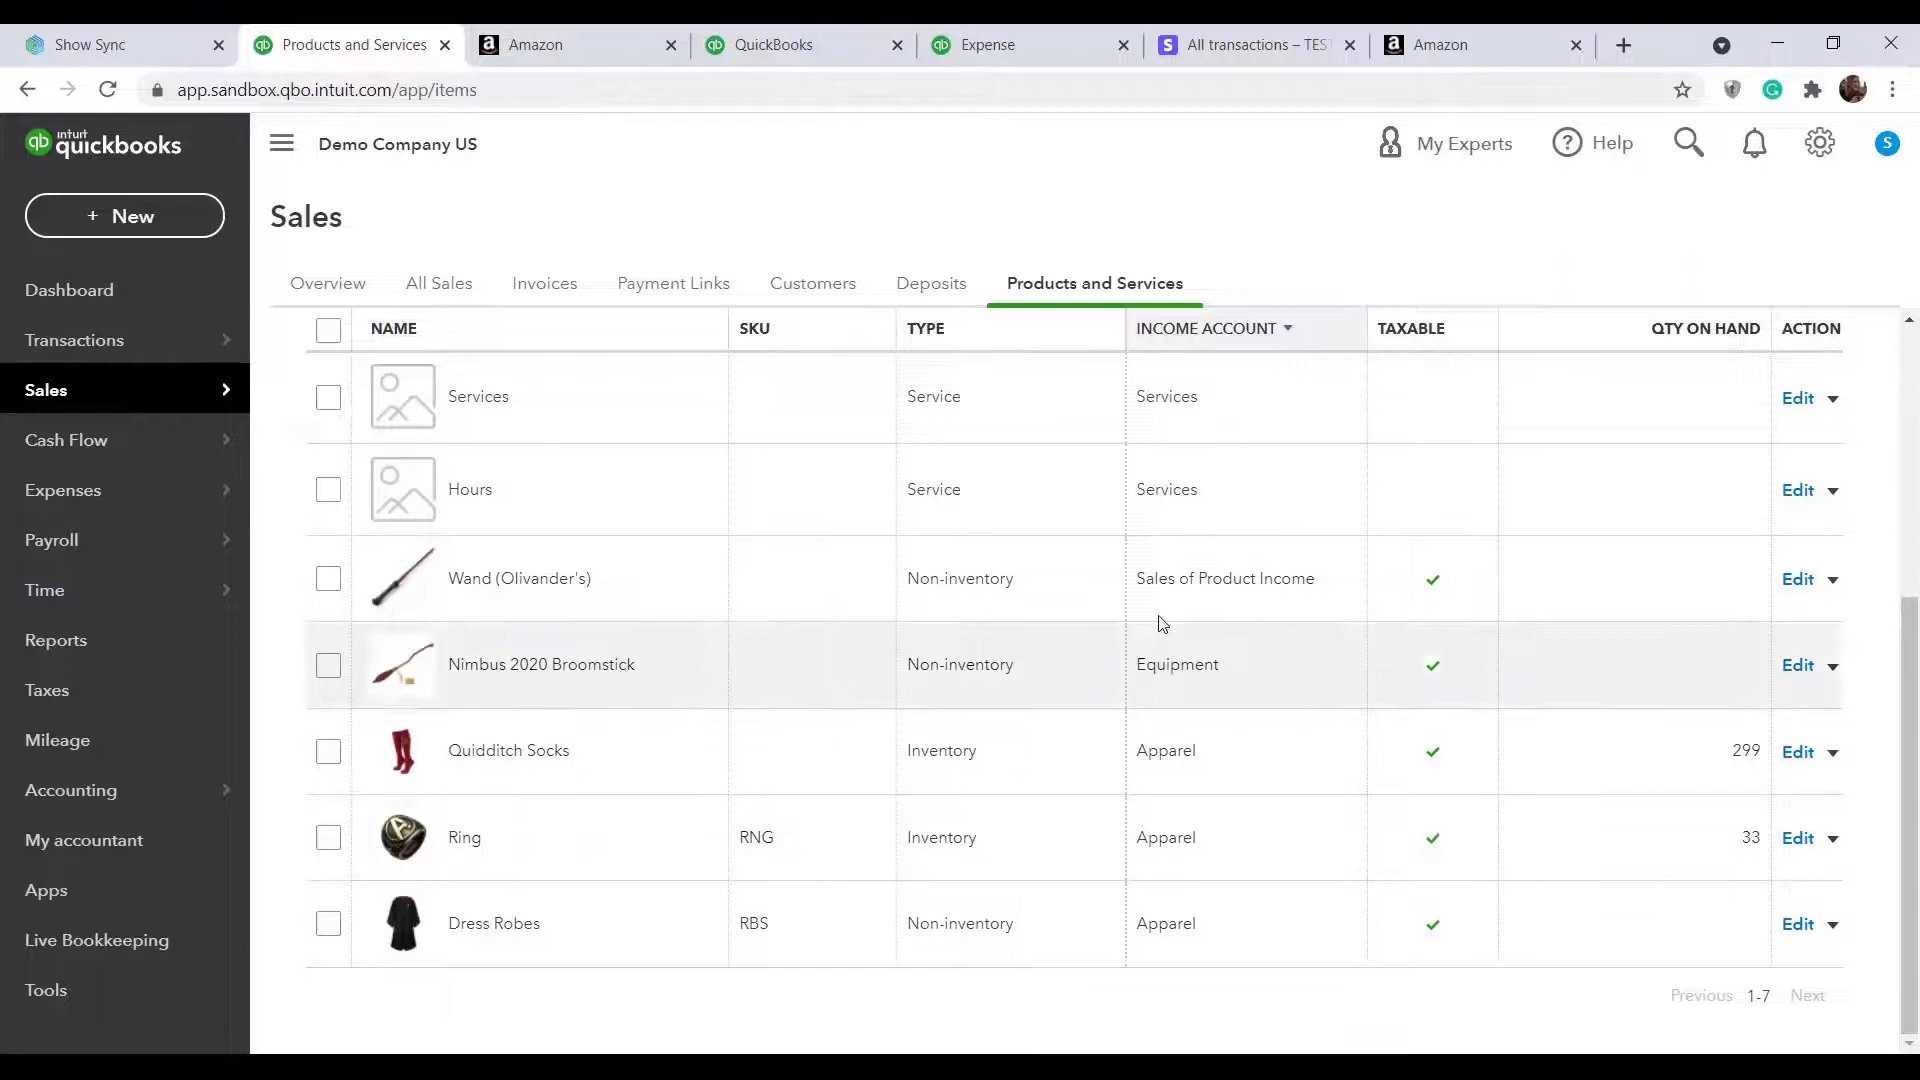 Show Sync
Products and Services
Amazon
QuickBooks
Expense
All transactions – TES
Amazon
app.sandbox.qbo.intuit.com/app/items
qb intuit quickbooks
Demo Company US
My Experts
Help
S
+ New
Sales
Dashboard
Transactions
Sales
Cash Flow
Expenses
Payroll
Time
Reports
Taxes
Mileage
Accounting
My accountant
Apps
Live Bookkeeping
Tools
Overview All Sales Invoices Payment Links Customers Deposits Products and Services
NAME SKU TYPE INCOME ACCOUNT TAXABLE QTY ON HAND ACTION
Services Service Services Edit
Hours Service Services Edit
Wand (Olivander's) Non-inventory Sales of Product Income Edit
Nimbus 2020 Broomstick Non-inventory Equipment Edit
Quidditch Socks Inventory Apparel 299 Edit
Ring RNG Inventory Apparel 33 Edit
Dress Robes RBS Non-inventory Apparel Edit
Previous 1-7 Next